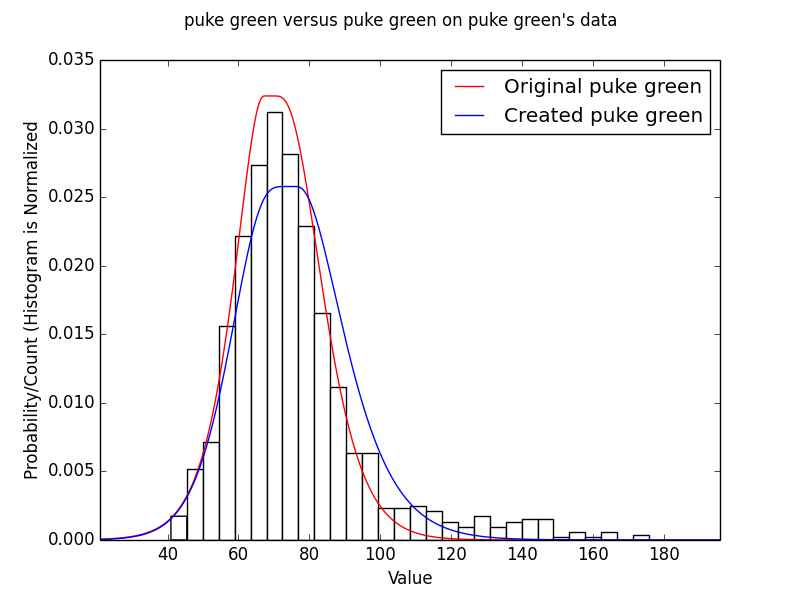 puke green versus puke green on puke green's data
0.035
0.030
0.025
0.020
0.015
0.010
0.005
0.000
Probability/Count (Histogram is Normalized
Original puke green
Created puke green
40 60 80 100 120 140 160 180
Value